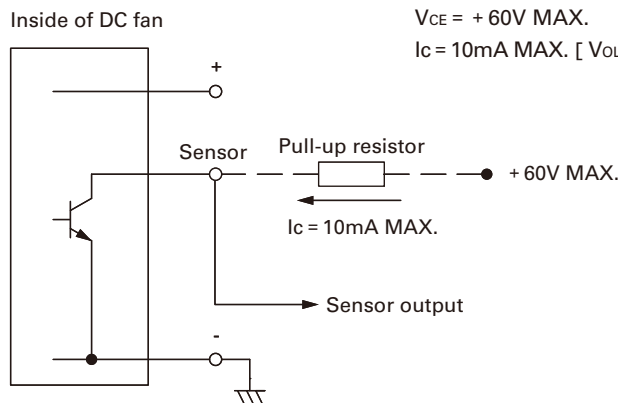 Inside of DC fan
VCE = + 60V MAX.
Ic = 10mA MAX. [ VOL
+
Sensor
Pull-up resistor
+ 60V MAX.
Ic = 10mA MAX.
Sensor output
-